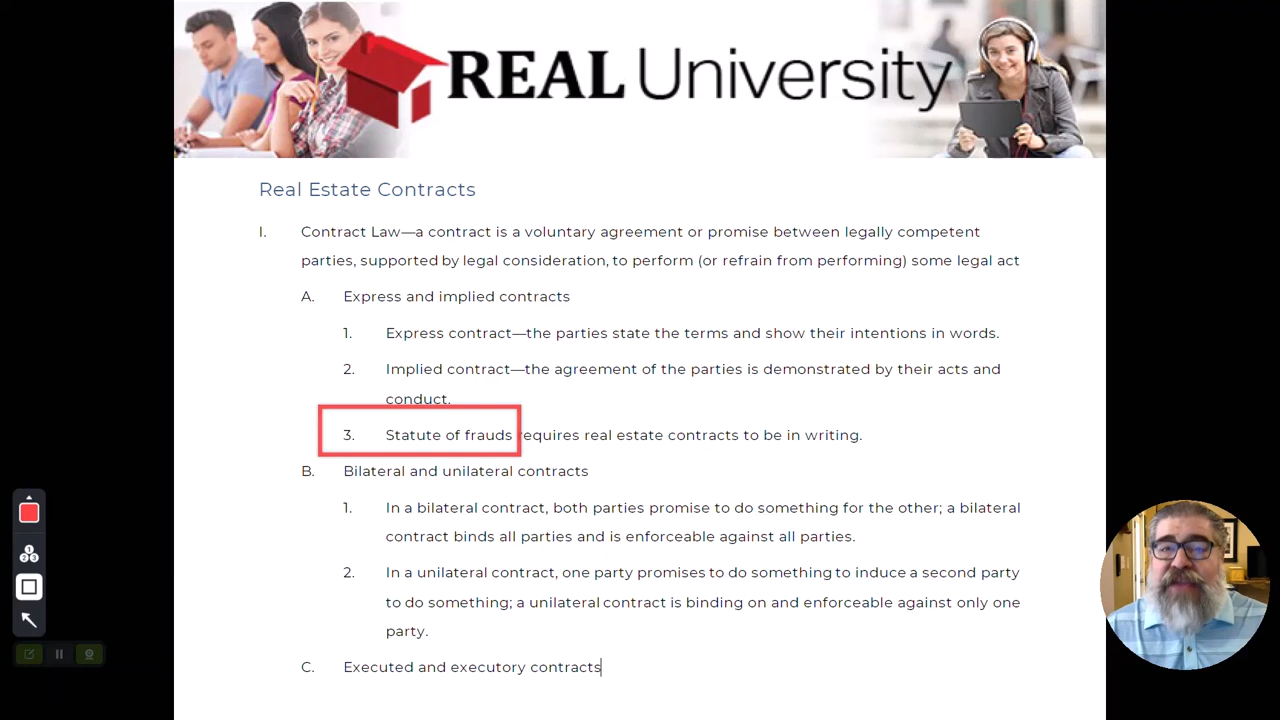 REAL University
Real Estate Contracts
I. Contract Law—a contract is a voluntary agreement or promise between legally competent
parties, supported by legal consideration, to perform (or refrain from performing) some legal act
A. Express and implied contracts
1. Express contract—the parties state the terms and show their intentions in words.
2. Implied contract—the agreement of the parties is demonstrated by their acts and
conduct.
3. Statute of frauds requires real estate contracts to be in writing.
B. Bilateral and unilateral contracts
1. In a bilateral contract, both parties promise to do something for the other; a bilateral
contract binds all parties and is enforceable against all parties.
2. In a unilateral contract, one party promises to do something to induce a second party
to do something; a unilateral contract is binding on and enforceable against only one
party.
C. Executed and executory contracts